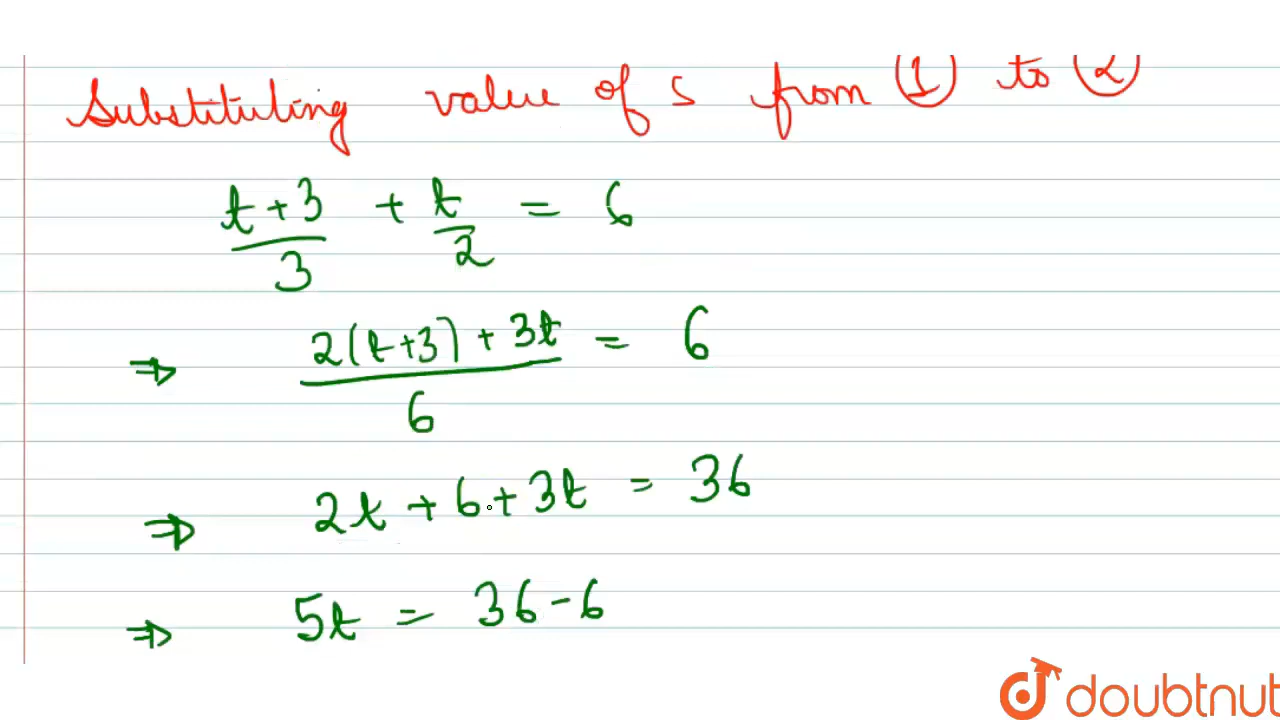 Substituting value of s from ① to ②
t+3/3 + t/2 = 6
⇒ 2(t+3)+3t/6 = 6
⇒ 2t + 6 + 3t = 36
⇒ 5t = 36-6
doubtnut